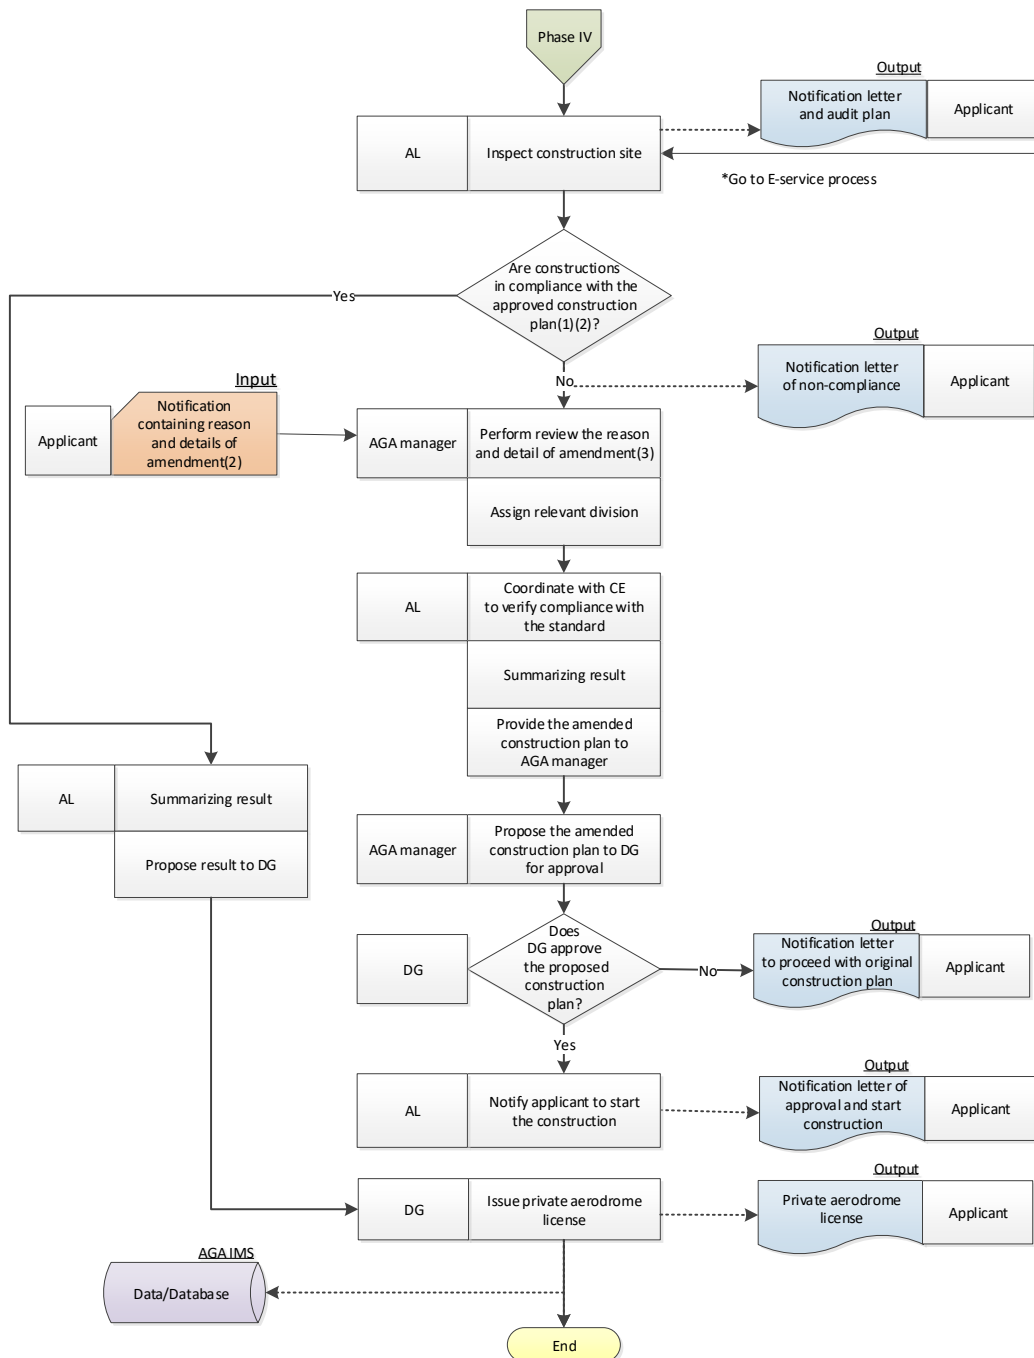 Phase IV
Output
Notification letter
and audit plan
Applicant
AL
Inspect construction site
*Go to E-service process
Are constructions
in compliance with the
approved construction
plan(1)(2)?
Yes
No
Output
Notification letter
of non-compliance
Applicant
Input
Applicant
Notification
containing reason
and details of
amendment(2)
AGA manager
Perform review the reason
and detail of amendment(3)
Assign relevant division
AL
Coordinate with CE
to verify compliance with
the standard
Summarizing result
Provide the amended
construction plan to
AGA manager
AL
Summarizing result
Propose result to DG
AGA manager
Propose the amended
construction plan to DG
for approval
DG
Does
DG approve
the proposed
construction
plan?
No
Output
Notification letter
to proceed with original
construction plan
Applicant
Yes
AL
Notify applicant to start
the construction
Output
Notification letter of
approval and start
construction
Applicant
DG
Issue private aerodrome
license
Output
Private aerodrome
license
Applicant
AGA IMS
Data/Database
End